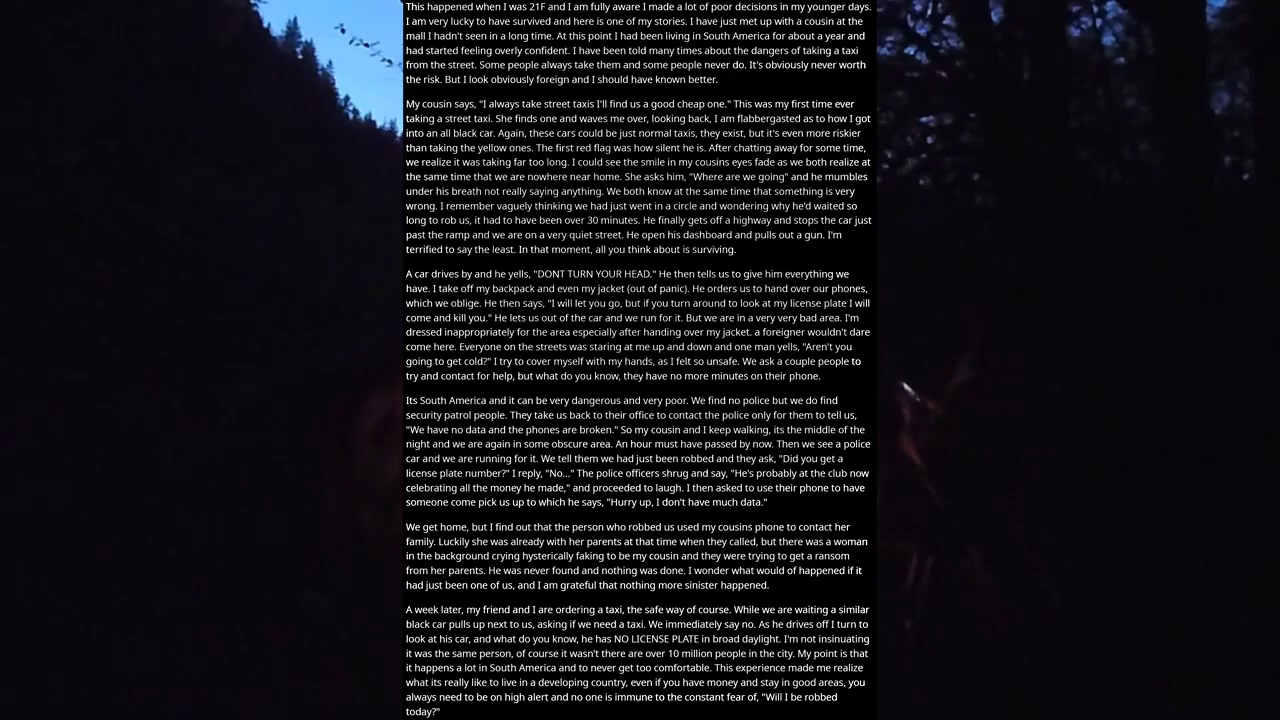 This happened when I was 21F and I am fully aware I made a lot of poor decisions in my younger days.
I am very lucky to have survived and here is one of my stories. I have just met up with a cousin at the
mall I hadn't seen in a long time. At this point I had been living in South America for about a year and
had started feeling overly confident. I have been told many times about the dangers of taking a taxi
from the street. Some people always take them and some people never do. It's obviously never worth
the risk. But I look obviously foreign and I should have known better.
My cousin says, "I always take street taxis I'll find us a good cheap one." This was my first time ever
taking a street taxi. She finds one and waves me over, looking back, I am flabbergasted as to how I got
into an all black car. Again, these cars could be just normal taxis, they exist, but it's even more riskier
than taking the yellow ones. The first red flag was how silent he is. After chatting away for some time,
we realize it was taking far too long. I could see the smile in my cousins eyes fade as we both realize at
the same time that we are nowhere near home. She asks him, "Where are we going" and he mumbles
under his breath not really saying anything. We both know at the same time that something is very
wrong. I remember vaguely thinking we had just went in a circle and wondering why he'd waited so
long to rob us, it had to have been over 30 minutes. He finally gets off a highway and stops the car just
past the ramp and we are on a very quiet street. He open his dashboard and pulls out a gun. I'm
terrified to say the least. In that moment, all you think about is surviving.
A car drives by and he yells, "DONT TURN YOUR HEAD." He then tells us to give him everything we
have. I take off my backpack and even my jacket (out of panic). He orders us to hand over our phones,
which we oblige. He then says, "I will let you go, but if you turn around to look at my license plate I will
come and kill you." He lets us out of the car and we run for it. But we are in a very very bad area. I'm
dressed inappropriately for the area especially after handing over my jacket. a foreigner wouldn't dare
come here. Everyone on the streets was staring at me up and down and one man yells, "Aren't you
going to get cold?" I try to cover myself with my hands, as I felt so unsafe. We ask a couple people to
try and contact for help, but what do you know, they have no more minutes on their phone.
Its South America and it can be very dangerous and very poor. We find no police but we do find
security patrol people. They take us back to their office to contact the police only for them to tell us,
"We have no data and the phones are broken." So my cousin and I keep walking, its the middle of the
night and we are again in some obscure area. An hour must have passed by now. Then we see a police
car and we are running for it. We tell them we had just been robbed and they ask, "Did you get a
license plate number?" I reply, "No..." The police officers shrug and say, "He's probably at the club now
celebrating all the money he made," and proceeded to laugh. I then asked to use their phone to have
someone come pick us up to which he says, "Hurry up, I don't have much data."
We get home, but I find out that the person who robbed us used my cousins phone to contact her
family. Luckily she was already with her parents at that time when they called, but there was a woman
in the background crying hysterically faking to be my cousin and they were trying to get a ransom
from her parents. He was never found and nothing was done. I wonder what would of happened if it
had just been one of us, and I am grateful that nothing more sinister happened.
A week later, my friend and I are ordering a taxi, the safe way of course. While we are waiting a similar
black car pulls up next to us, asking if we need a taxi. We immediately say no. As he drives off I turn to
look at his car, and what do you know, he has NO LICENSE PLATE in broad daylight. I'm not insinuating
it was the same person, of course it wasn't there are over 10 million people in the city. My point is that
it happens a lot in South America and to never get too comfortable. This experience made me realize
what its really like to live in a developing country, even if you have money and stay in good areas, you
always need to be on high alert and no one is immune to the constant fear of, "Will I be robbed
today?"